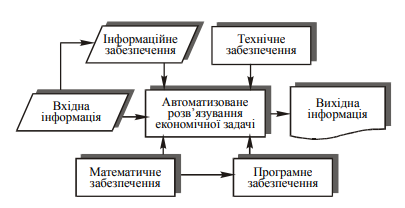 Інформаційне
забезпечення
Технічне
забезпечення
Вхідна
інформація
Автоматизоване
розв’язування
економічної задачі
Вихідна
інформація
Математичне
забезпечення
Програмне
забезпечення